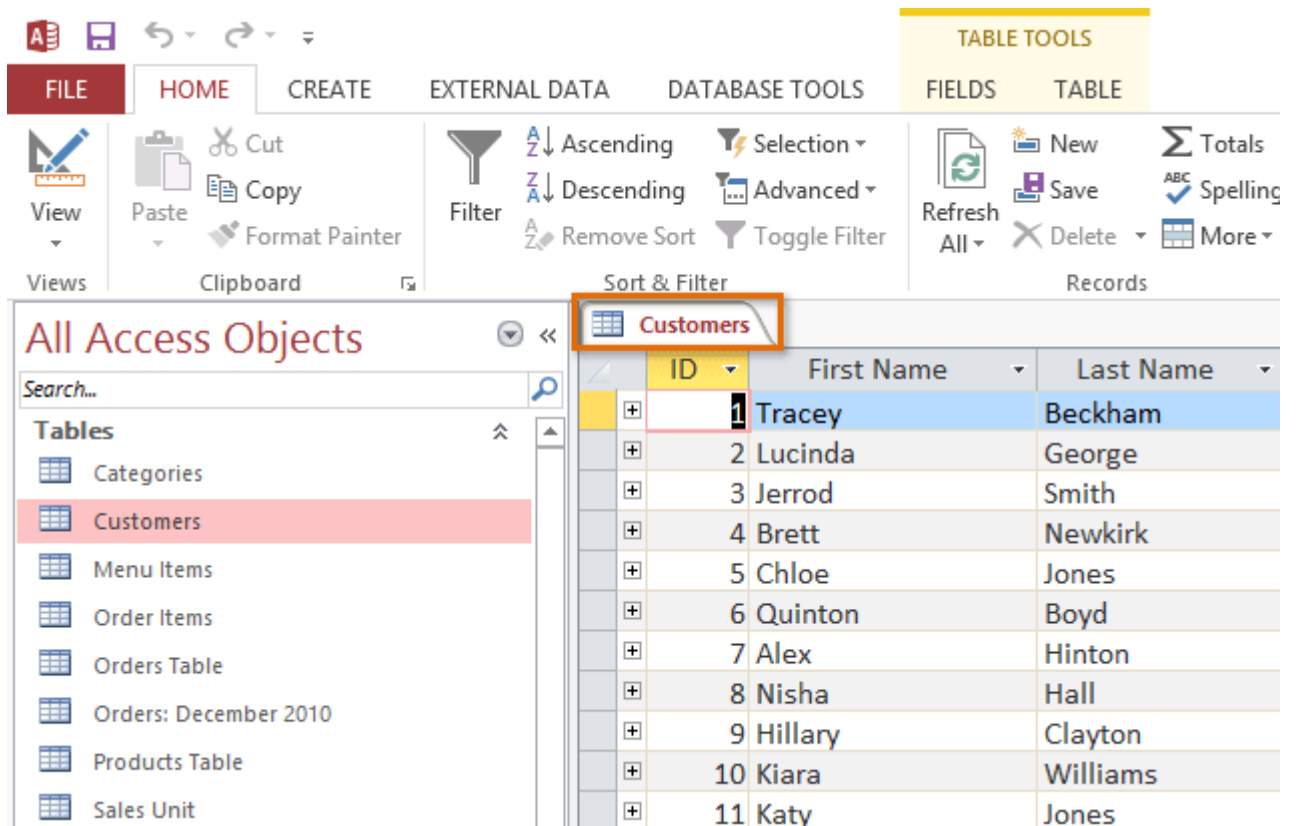 TABLE TOOLS
FILE HOME CREATE EXTERNAL DATA DATABASE TOOLS FIELDS TABLE
View
Views
Paste
Cut
Copy
Format Painter
Clipboard
Filter
Ascending
Descending
Remove Sort
Selection
Advanced
Toggle Filter
Sort & Filter
Refresh
All
New
Save
Delete
Totals
ABC Spelling
More
Records
All Access Objects
Search...
Tables
Categories
Customers
Menu Items
Order Items
Orders Table
Orders: December 2010
Products Table
Sales Unit
Customers
ID First Name Last Name
1 Tracey Beckham
2 Lucinda George
3 Jerrod Smith
4 Brett Newkirk
5 Chloe Jones
6 Quinton Boyd
7 Alex Hinton
8 Nisha Hall
9 Hillary Clayton
10 Kiara Williams
11 Katy Jones